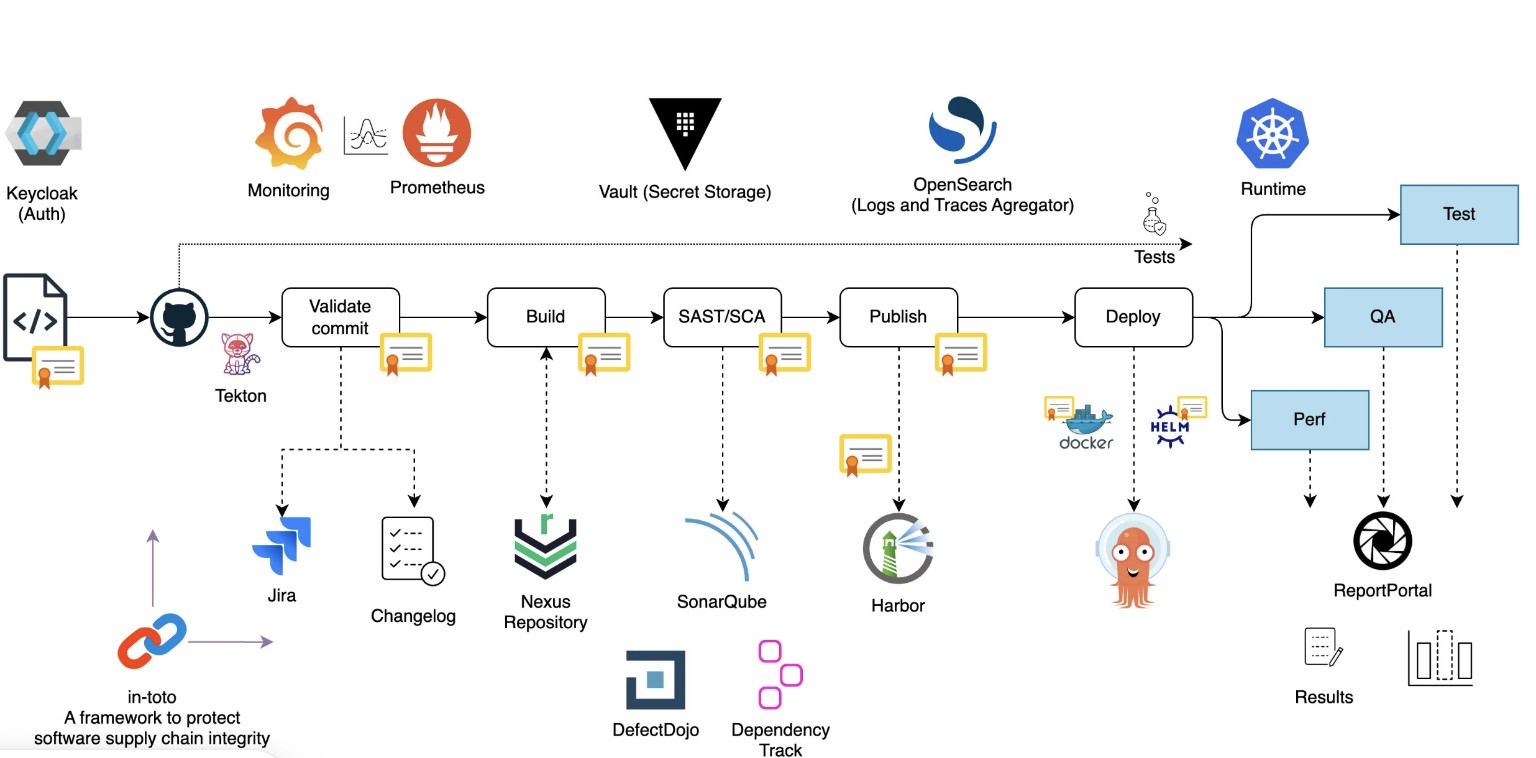 Keycloak
(Auth)
Monitoring
Prometheus
Vault (Secret Storage)
OpenSearch
(Logs and Traces Agregator)
Runtime
Tests
Test
</>
Tekton
Validate
commit
Build
SAST/SCA
Publish
Deploy
QA
Perf
docker
HELM
Jira
Changelog
r
Nexus
Repository
SonarQube
Harbor
ReportPortal
DefectDojo
Dependency
Track
Results
in-toto
A framework to protect
software supply chain integrity